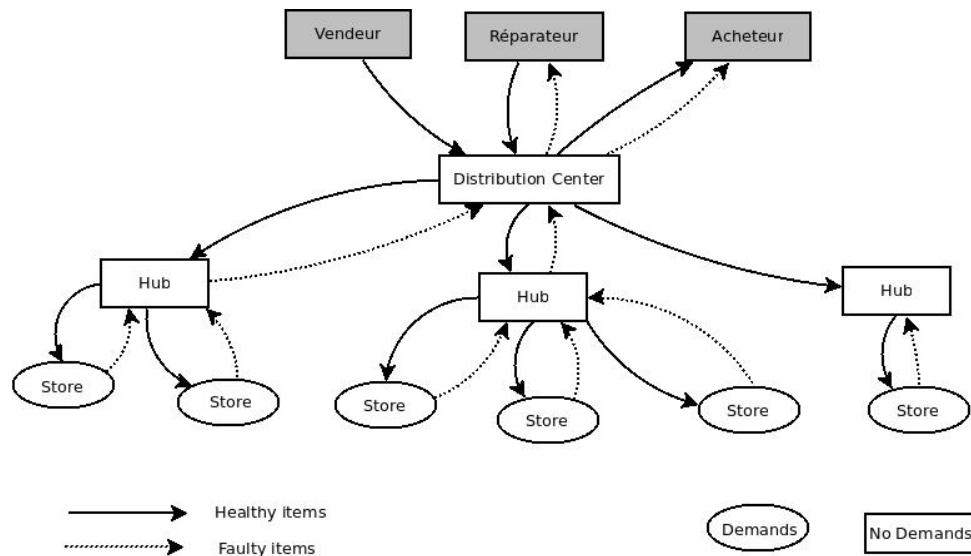 Vendeur
Réparateur
Acheteur
Distribution Center
Hub
Hub
Hub
Store
Store
Store
Store
Store
Store
Healthy items
Faulty items
Demands
No Demands